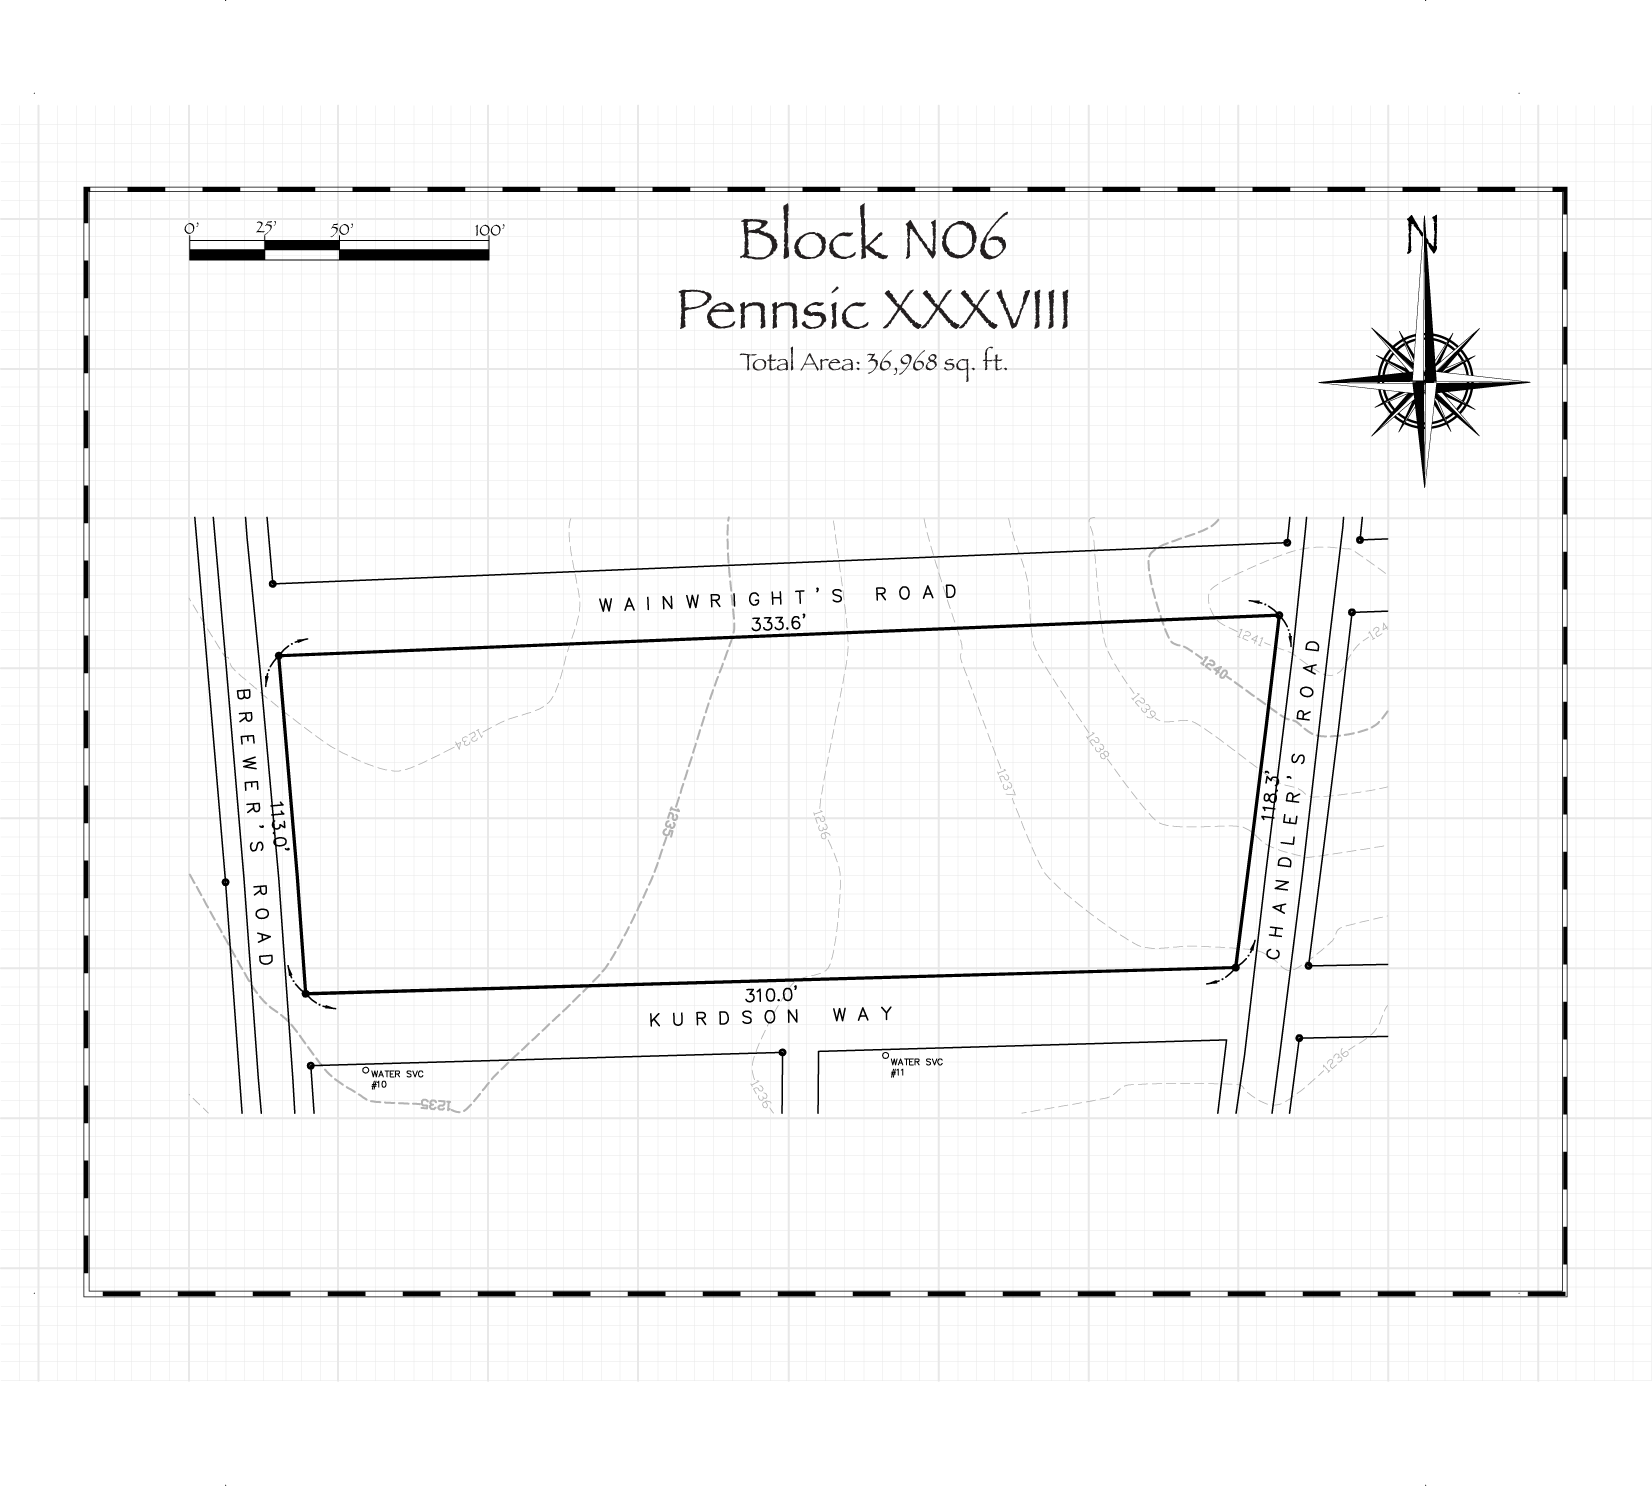 Block N06
Pennsic XXXVIII
Total Area: 36,968 sq. ft.
0' 25' 50' 100'
N
WAINWRIGHT'S ROAD
333.6'
BREWER'S ROAD
113.0'
CHANDLER'S ROAD
118.3'
310.0'
KURDSON WAY
1234
1235
1236
1237
1238
1239
1240
1241
124
WATER SVC
#10
WATER SVC
#11
1235
1236
1236